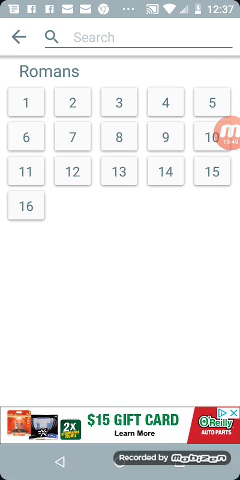 12:37
Search
Romans
1 2 3 4 5
6 7 8 9 10
11 12 13 14 15
16
$15 GIFT CARD
2X
Learn More
O'Reilly
AUTO PARTS
Recorded by mobizen